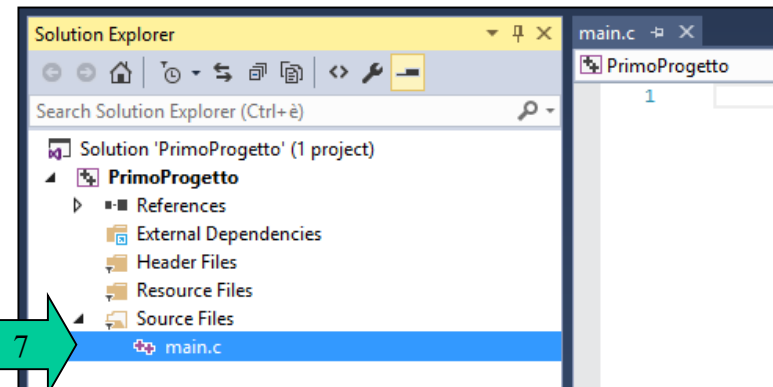 Solution Explorer
Search Solution Explorer (Ctrl+è)
Solution 'PrimoProgetto' (1 project)
PrimoProgetto
References
External Dependencies
Header Files
Resource Files
Source Files
7
main.c
main.c
PrimoProgetto
1